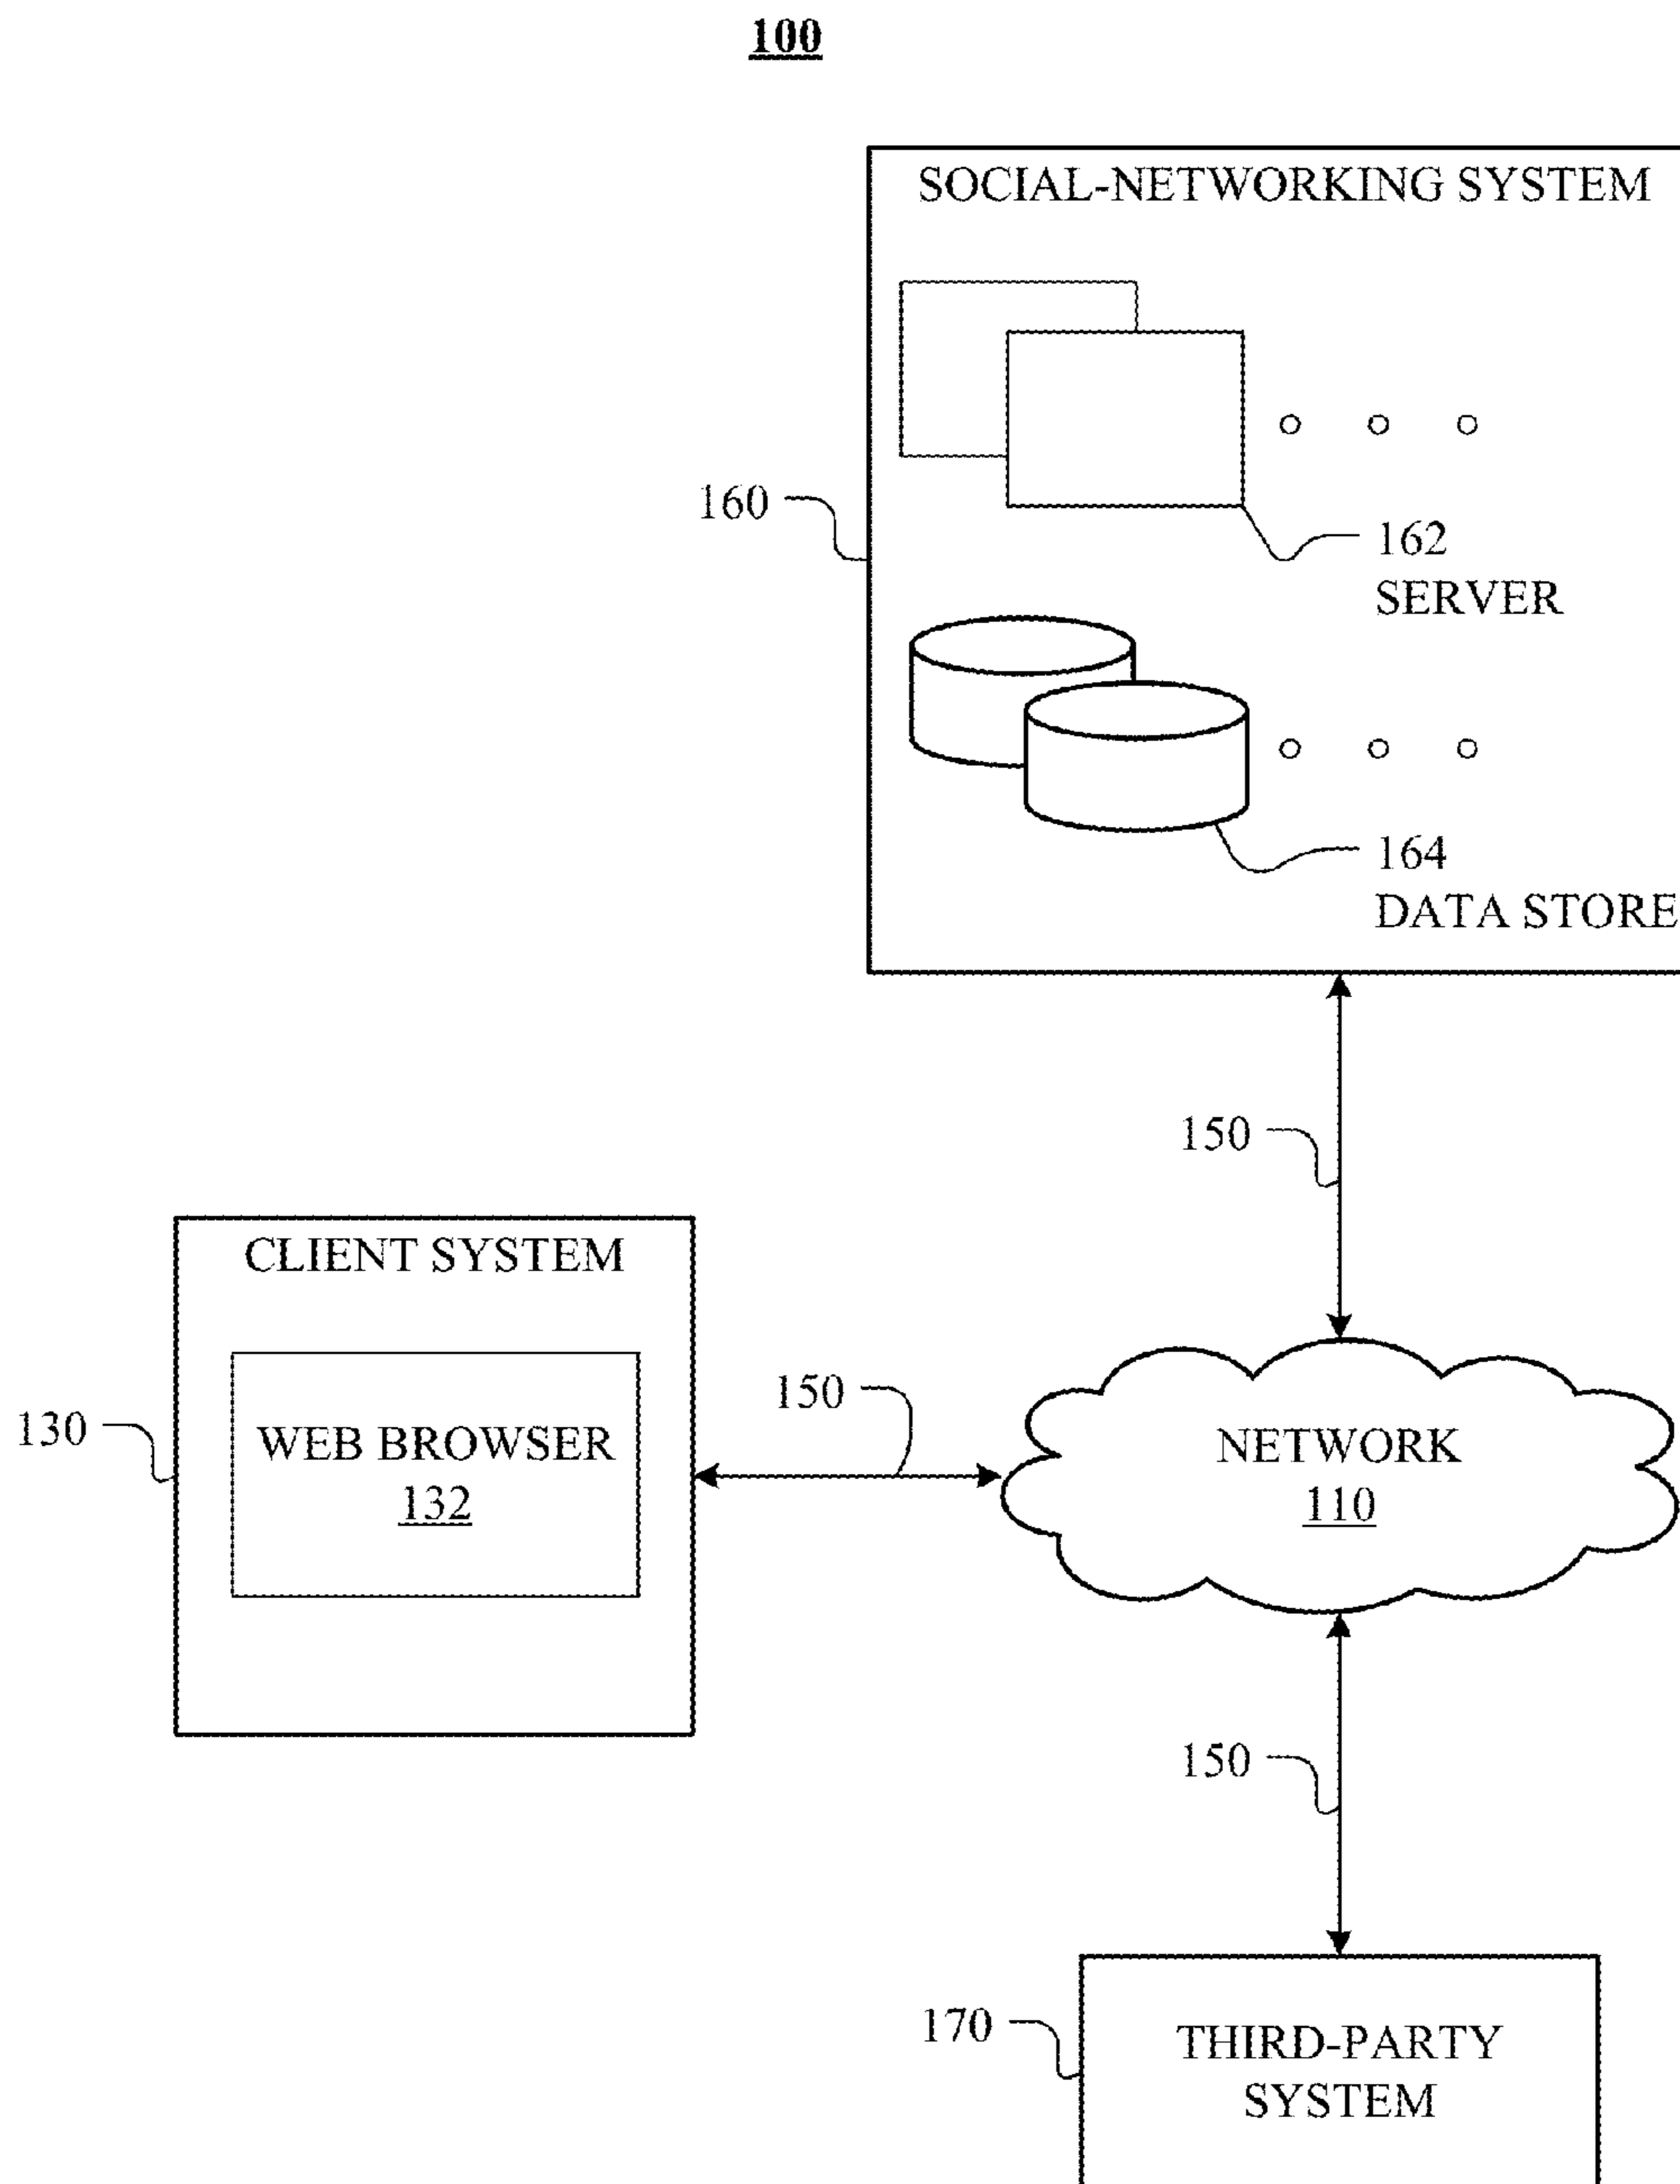 100
SOCIAL-NETWORKING SYSTEM
160
162
SERVER
164
DATA STORE
150
CLIENT SYSTEM
130
WEB BROWSER
132
150
NETWORK
110
150
170
THIRD-PARTY
SYSTEM